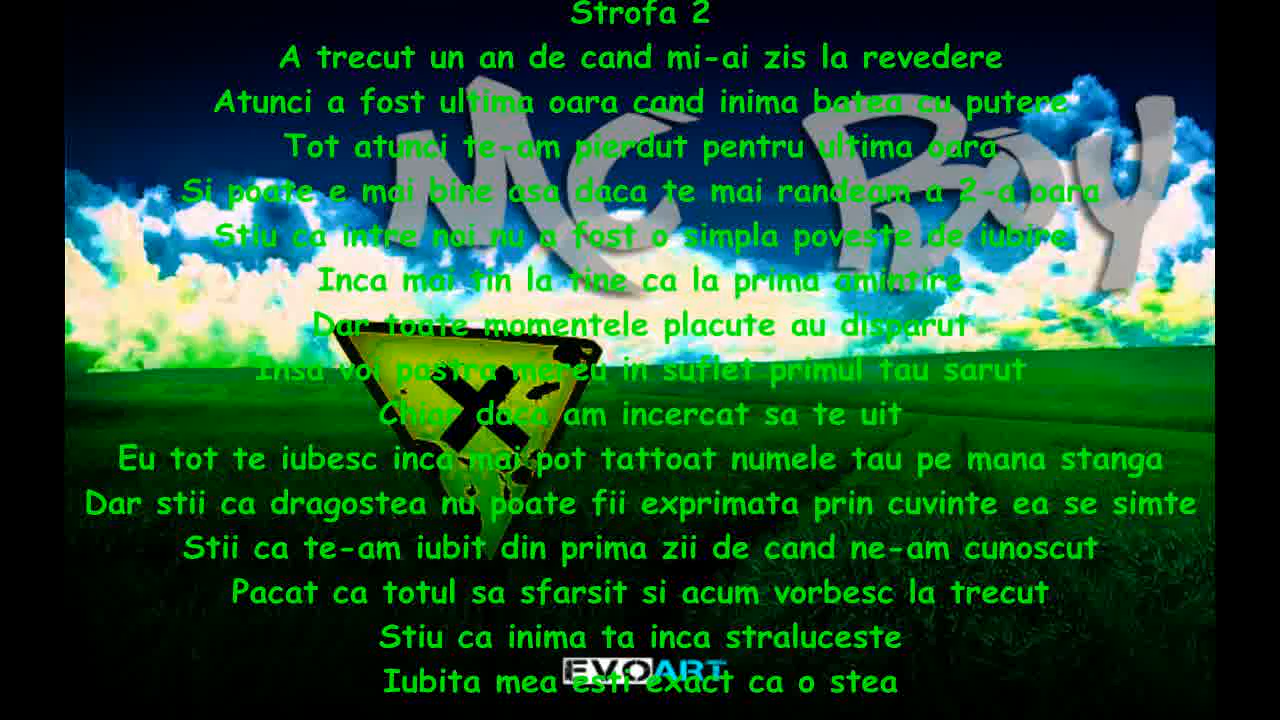 Strofa 2
A trecut un an de cand mi-ai zis la revedere
Atunci a fost ultima oara cand inima batea cu putere
Tot atunci te-am pierdut pentru ultima oara
Si poate e mai bine asa daca te mai randeam a 2-a oara
Stiu ca intre noi nu a fost o simpla poveste de iubire
Inca mai tin la tine ca la prima amintire
Dar toate momentele placute au disparut
Insa voi pastra mereu in suflet primul tau sarut
Chiar daca am incercat sa te uit
Eu tot te iubesc inca mai pot tattoat numele tau pe mana stanga
Dar stii ca dragostea nu poate fii exprimata prin cuvinte ea se simte
Stii ca te-am iubit din prima zii de cand ne-am cunoscut
Pacat ca totul sa sfarsit si acum vorbesc la trecut
Stiu ca inima ta inca straluceste
Iubita mea esti exact ca o stea
MC Roy
EVOART